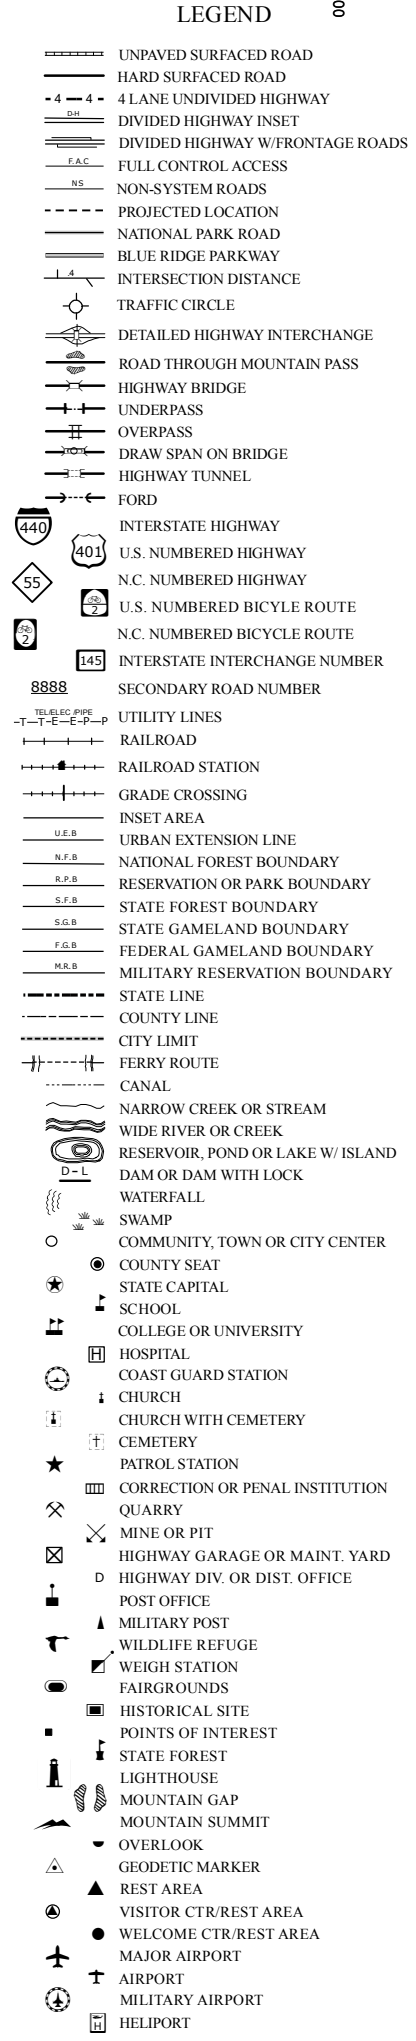 LEGEND
00
UNPAVED SURFACED ROAD
HARD SURFACED ROAD
4 4 4 LANE UNDIVIDED HIGHWAY
D-H DIVIDED HIGHWAY INSET
DIVIDED HIGHWAY W/FRONTAGE ROADS
F.A.C FULL CONTROL ACCESS
N S NON-SYSTEM ROADS
PROJECTED LOCATION
NATIONAL PARK ROAD
BLUE RIDGE PARKWAY
.4 INTERSECTION DISTANCE
TRAFFIC CIRCLE
DETAILED HIGHWAY INTERCHANGE
ROAD THROUGH MOUNTAIN PASS
HIGHWAY BRIDGE
UNDERPASS
OVERPASS
DRAW SPAN ON BRIDGE
HIGHWAY TUNNEL
FORD
440 INTERSTATE HIGHWAY
401 U.S. NUMBERED HIGHWAY
55 N.C. NUMBERED HIGHWAY
2 U.S. NUMBERED BICYLE ROUTE
2 N.C. NUMBERED BICYCLE ROUTE
145 INTERSTATE INTERCHANGE NUMBER
8888 SECONDARY ROAD NUMBER
TEL/ELEC /PIPE
–T—T–E—E–P—P UTILITY LINES
RAILROAD
RAILROAD STATION
GRADE CROSSING
INSET AREA
U.E.B URBAN EXTENSION LINE
N.F.B NATIONAL FOREST BOUNDARY
R.P.B RESERVATION OR PARK BOUNDARY
S.F.B STATE FOREST BOUNDARY
S.G.B STATE GAMELAND BOUNDARY
F.G.B FEDERAL GAMELAND BOUNDARY
M.R.B MILITARY RESERVATION BOUNDARY
STATE LINE
COUNTY LINE
CITY LIMIT
FERRY ROUTE
CANAL
NARROW CREEK OR STREAM
WIDE RIVER OR CREEK
RESERVOIR, POND OR LAKE W/ ISLAND
D–L DAM OR DAM WITH LOCK
WATERFALL
SWAMP
COMMUNITY, TOWN OR CITY CENTER
COUNTY SEAT
STATE CAPITAL
SCHOOL
COLLEGE OR UNIVERSITY
H HOSPITAL
COAST GUARD STATION
CHURCH
CHURCH WITH CEMETERY
CEMETERY
PATROL STATION
CORRECTION OR PENAL INSTITUTION
QUARRY
MINE OR PIT
HIGHWAY GARAGE OR MAINT. YARD
D HIGHWAY DIV. OR DIST. OFFICE
POST OFFICE
MILITARY POST
WILDLIFE REFUGE
WEIGH STATION
FAIRGROUNDS
HISTORICAL SITE
POINTS OF INTEREST
STATE FOREST
LIGHTHOUSE
MOUNTAIN GAP
MOUNTAIN SUMMIT
OVERLOOK
GEODETIC MARKER
REST AREA
VISITOR CTR/REST AREA
WELCOME CTR/REST AREA
MAJOR AIRPORT
AIRPORT
MILITARY AIRPORT
H HELIPORT